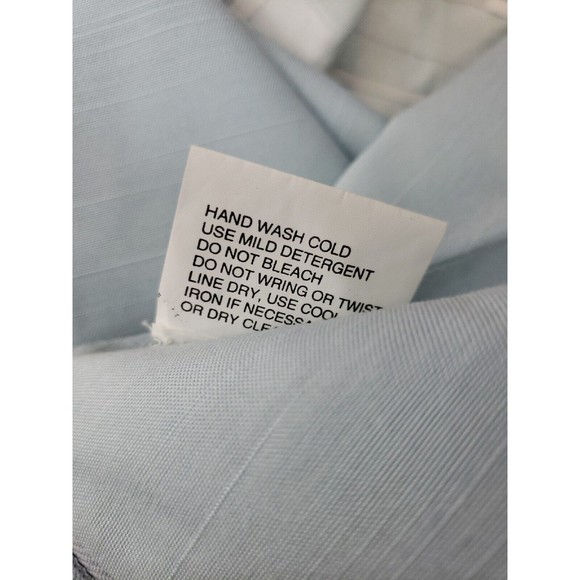 HAND WASH COLD
USE MILD DETERGENT
DO NOT BLEACH
DO NOT WRING OR TWIST
LINE DRY, USE COOL
IRON IF
OR DRY